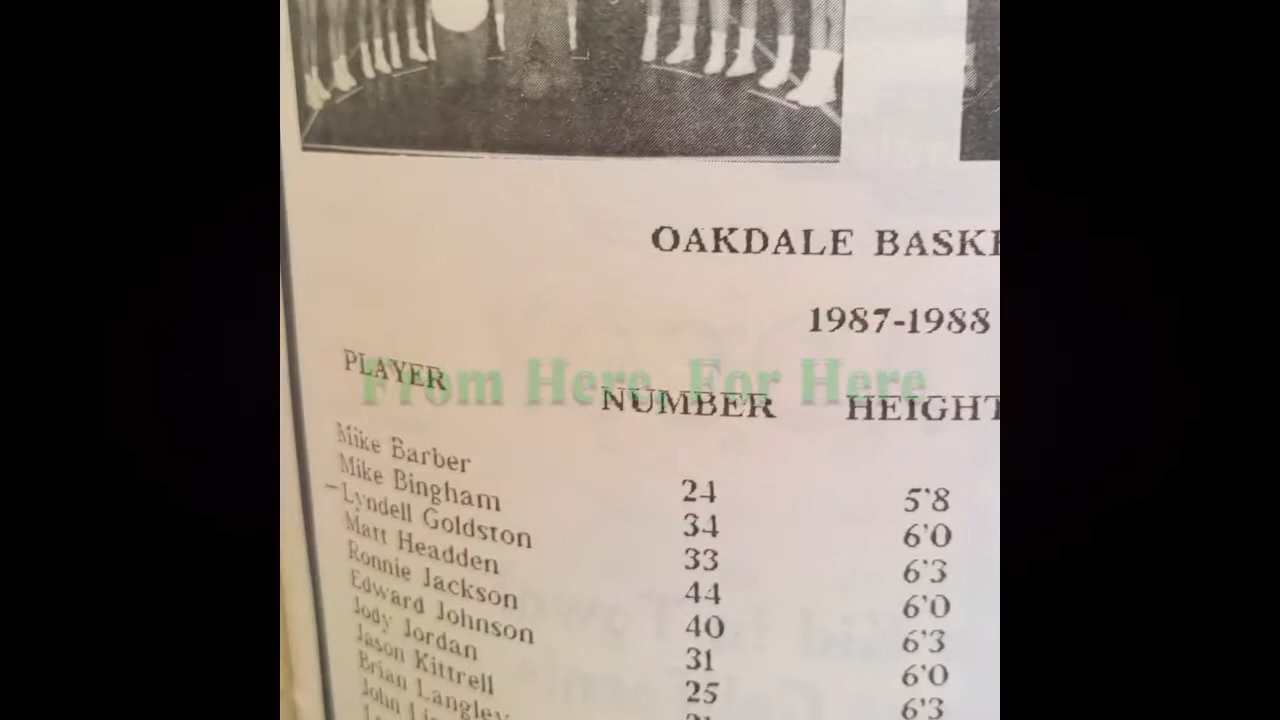 OAKDALE BASKE
1987-1988
From Here, For Here
PLAYER NUMBER HEIGHT
Mike Barber 24 5'8
Mike Bingham 34 6'0
-Lyndell Goldston 33 6'3
Matt Headden 44 6'0
Ronnie Jackson 40 6'3
Edward Johnson 31 6'0
Jody Jordan 25 6'3
Jason Kittrell
Brian Langley
John